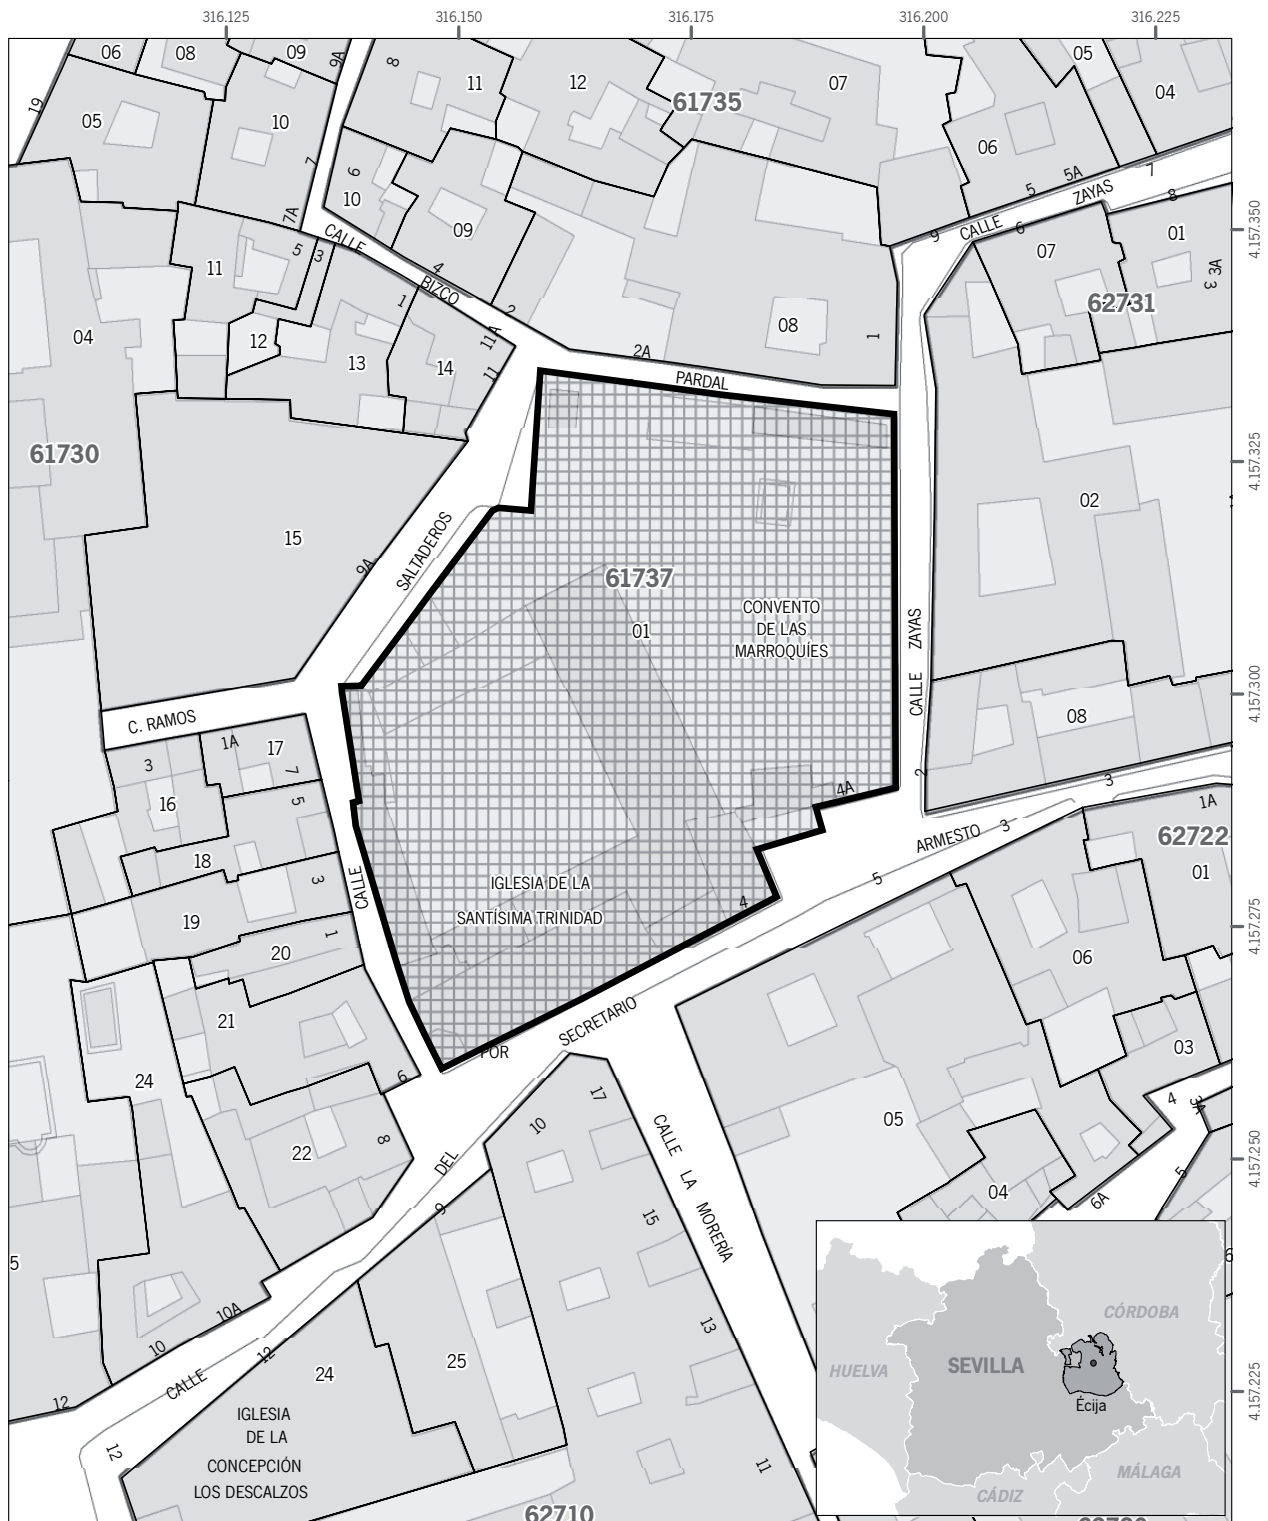 316.125
316.150
316.175
316.200
316.225
06
08
09
9A
8
11
12
61735
07
05
04
19
05
10
7
6
10
06
5A
7
5
ZAYAS
8
7A
CALLE
09
9
CALLE
6
07
01
4.157.350
11
5
3
4
BIZCO
2
3A
3
62731
04
12
1
13
14
11A
11
2A
08
1
PARDAL
61730
4.157.325
15
SALTADEROS
9A
02
61737
01
CONVENTO
DE LAS
MARROQUÍES
CALLE ZAYAS
4.157.300
C. RAMOS
1A
17
7
3
16
08
2
3
4A
5
1A
ARMESTO
3
62722
18
3
CALLE
IGLESIA DE LA
SANTÍSIMA TRINIDAD
5
4
01
19
1
20
4.157.275
06
21
SECRETARIO
POR
24
6
17
03
4
3A
10
05
8
22
DEL
CALLE LA MORERÍA
4.157.250
5
04
6A
9
15
5
6
10A
10
12
13
CALLE
24
25
12
12
IGLESIA
DE LA
CONCEPCIÓN
LOS DESCALZOS
11
62710
CÓRDOBA
HUELVA
SEVILLA
Écija
MÁLAGA
CÁDIZ
4.157.225